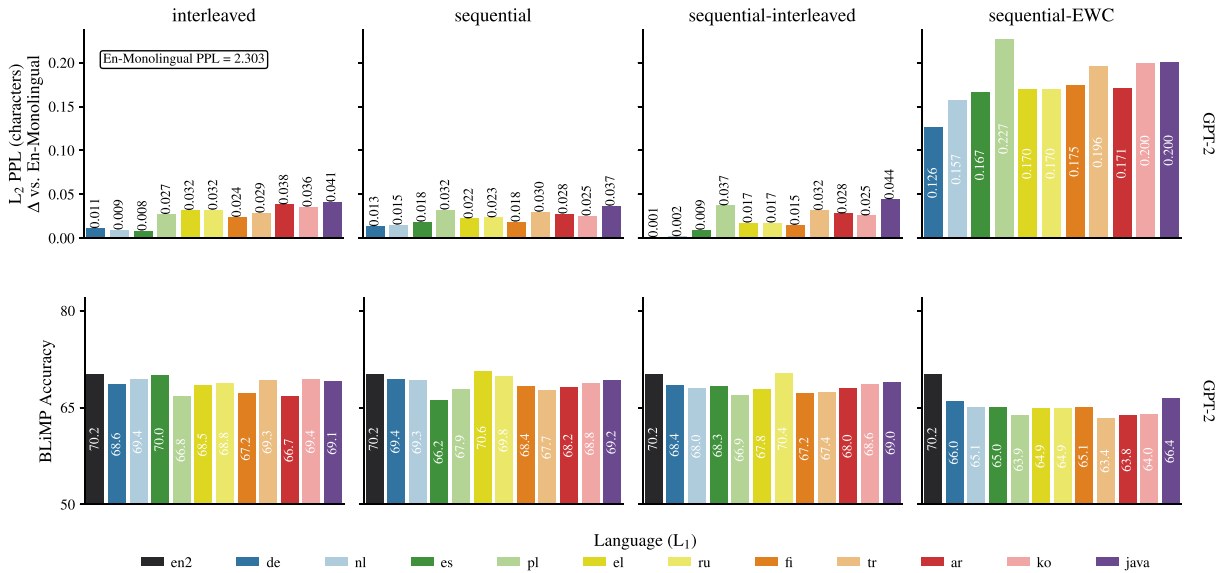 interleaved
sequential
sequential-interleaved
sequential-EWC
L₂ PPL (characters)
Δ vs. En-Monolingual
0.20
0.15
0.10
0.05
0.00
En-Monolingual PPL = 2.303
0.011 0.009 0.008 0.027 0.032 0.032 0.024 0.029 0.038 0.036 0.041
0.013 0.015 0.018 0.032 0.022 0.023 0.018 0.030 0.028 0.025 0.037
0.001 0.002 0.009 0.037 0.017 0.017 0.015 0.032 0.028 0.025 0.044
0.126 0.157 0.167 0.227 0.170 0.170 0.175 0.196 0.171 0.200 0.200
GPT-2
BLiMP Accuracy
80
65
50
70.2 68.6 69.4 70.0 66.8 68.5 68.8 67.2 69.3 66.7 69.4 69.1
70.2 69.4 69.3 66.2 67.9 70.6 69.8 68.4 67.7 68.2 68.8 69.2
70.2 68.4 68.0 68.3 66.9 67.8 70.4 67.2 67.4 68.0 68.6 69.0
70.2 66.0 65.1 65.0 63.9 64.9 64.9 65.1 63.4 63.8 64.0 66.4
GPT-2
Language (L₁)
en2 de nl es pl el ru fi tr ar ko java